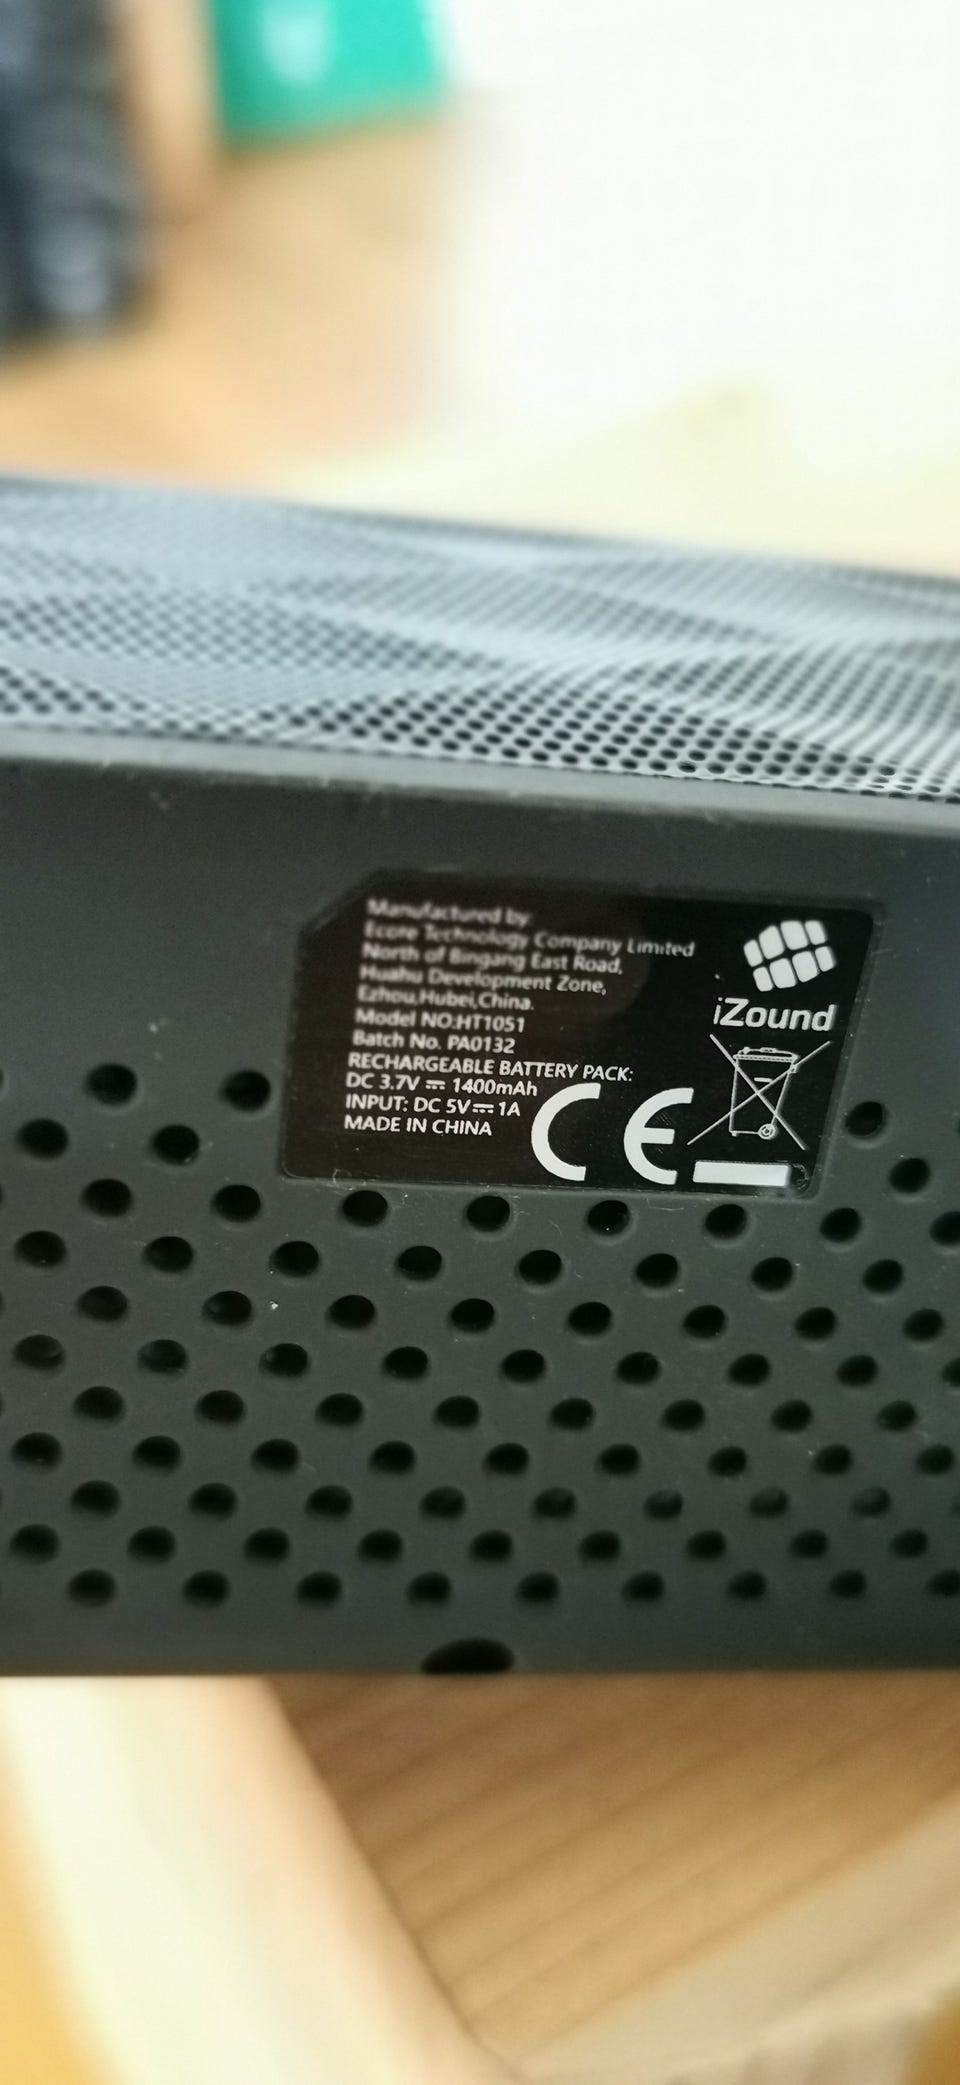 Manufactured by:
Ecore Technology Company Limited
North of Bingang East Road,
Huahu Development Zone,
Ezhou,Hubei,China.
Model NO:HT1051
Batch No. PA0132
RECHARGEABLE BATTERY PACK:
DC 3.7V ⎓ 1400mAh
INPUT: DC 5V⎓1A
MADE IN CHINA
iZound
CE